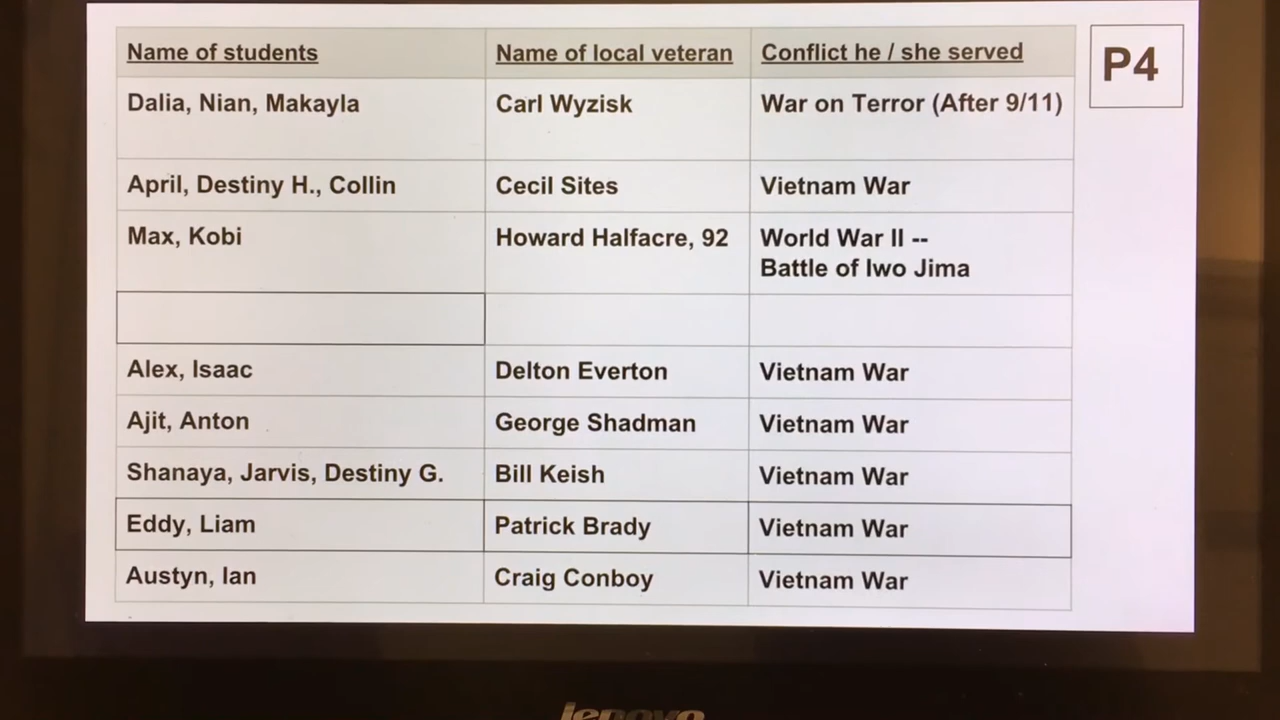 Name of students Name of local veteran Conflict he / she served
P4
Dalia, Nian, Makayla Carl Wyzisk War on Terror (After 9/11)
April, Destiny H., Collin Cecil Sites Vietnam War
Max, Kobi Howard Halfacre, 92 World War II --
Battle of Iwo Jima
Alex, Isaac Delton Everton Vietnam War
Ajit, Anton George Shadman Vietnam War
Shanaya, Jarvis, Destiny G. Bill Keish Vietnam War
Eddy, Liam Patrick Brady Vietnam War
Austyn, Ian Craig Conboy Vietnam War
lenovo